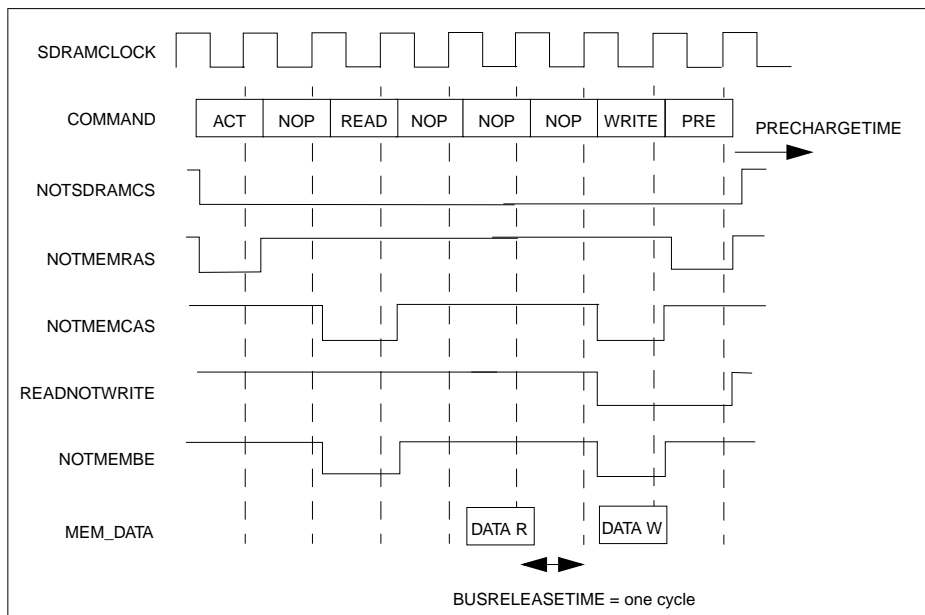 SDRAMCLOCK
COMMAND ACT NOP READ NOP NOP NOP WRITE PRE
PRECHARGETIME
NOTSDRAMCS
NOTMEMRAS
NOTMEMCAS
READNOTWRITE
NOTMEMBE
MEM_DATA DATA R DATA W
BUSRELEASETIME = one cycle